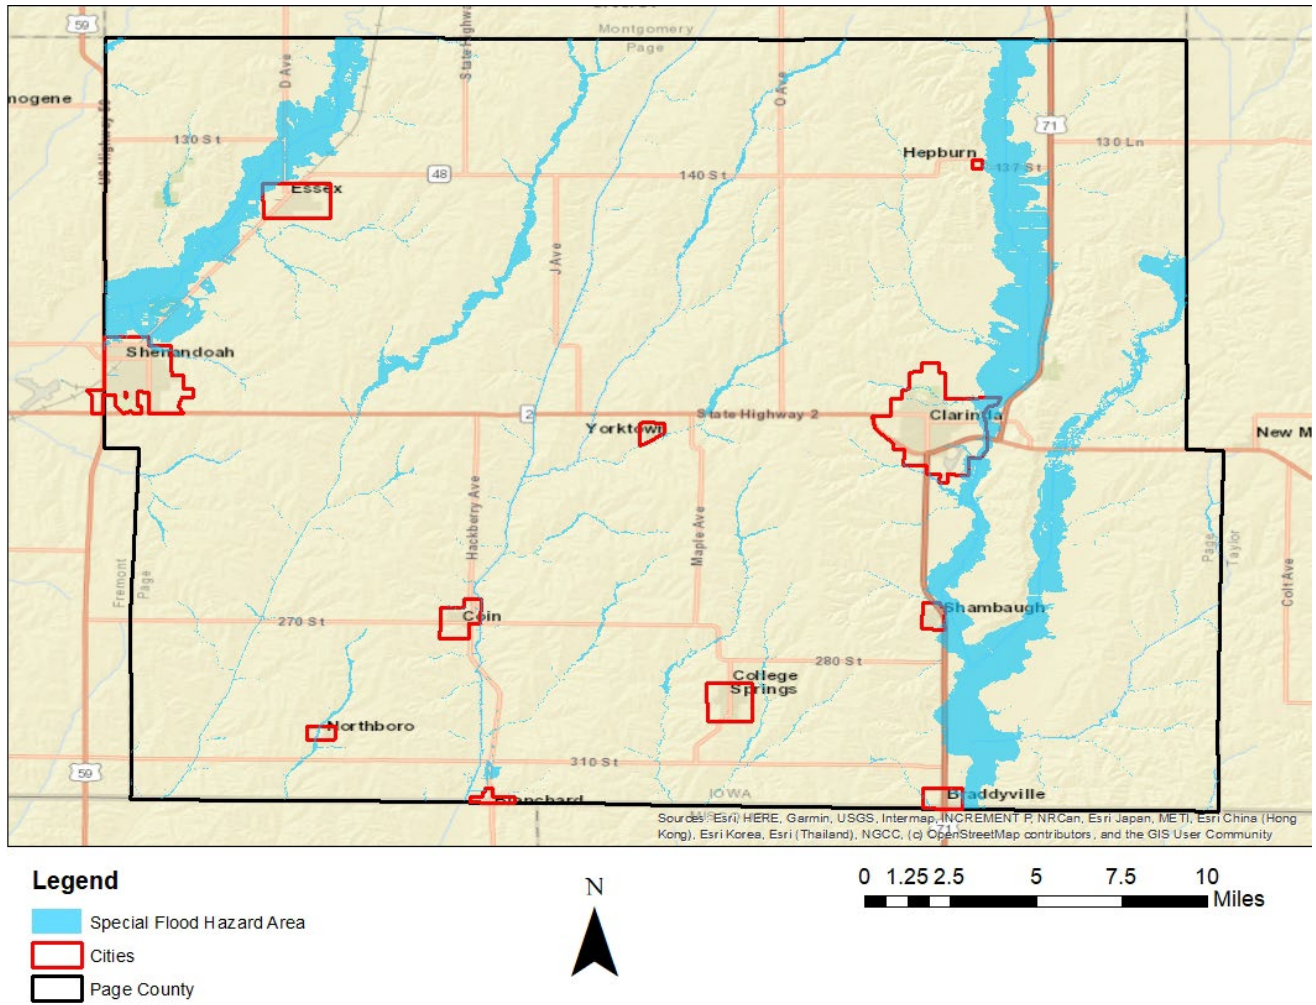 59
Montgomery
Page
State Highway
D Ave
O Ave
mogene
71
130 St
Hepburn
130 Ln
US Highway 59
48
Essex
140 St
137 St
J Ave
Shenandoah
2
State Highway 2
Clarinda
Yorktown
New M
Hackberry Ave
Maple Ave
Fremont
Page
Page
Taylor
Colt Ave
Coin
270 St
Shambaugh
280 St
College
Springs
Northboro
310 St
59
Blanchard
IOWA
Braddyville
71
Sources: Esri, HERE, Garmin, USGS, Intermap, INCREMENT P, NRCan, Esri Japan, METI, Esri China (Hong
Kong), Esri Korea, Esri (Thailand), NGCC, (c) OpenStreetMap contributors, and the GIS User Community
Legend
Special Flood Hazard Area
Cities
Page County
N
0 1.25 2.5 5 7.5 10
Miles